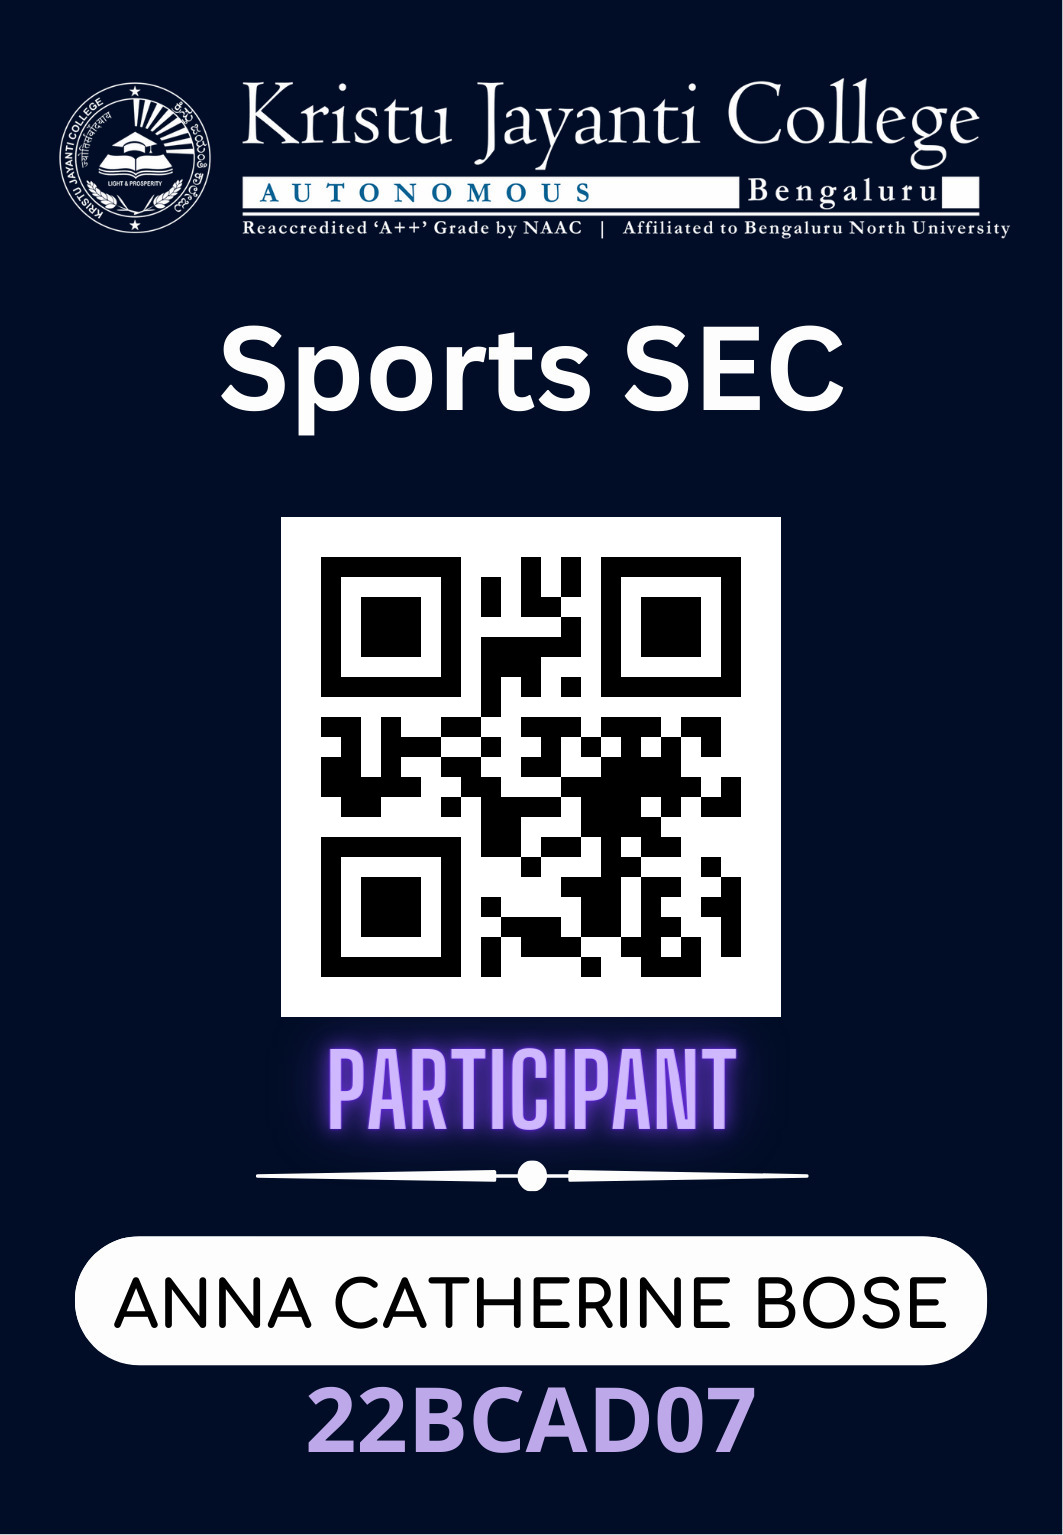 KRISTU JAYANTI COLLEGE
ಕ್ರಿಸ್ತು ಜಯಂತಿ ಕಾಲೇಜು
LIGHT & PROSPERITY
Kristu Jayanti College
AUTONOMOUS Bengaluru
Reaccredited ‘A++’ Grade by NAAC | Affiliated to Bengaluru North University
Sports SEC
PARTICIPANT
ANNA CATHERINE BOSE
22BCAD07